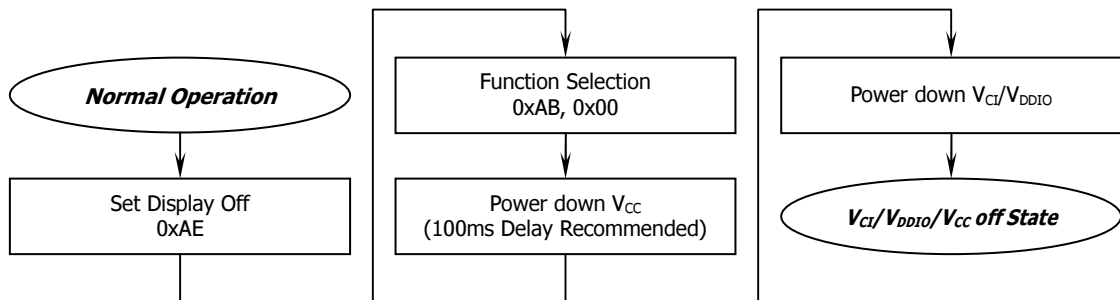 Normal Operation
Set Display Off
0xAE
Function Selection
0xAB, 0x00
Power down VCC
(100ms Delay Recommended)
Power down VCI/VDDIO
VCI/VDDIO/VCC off State